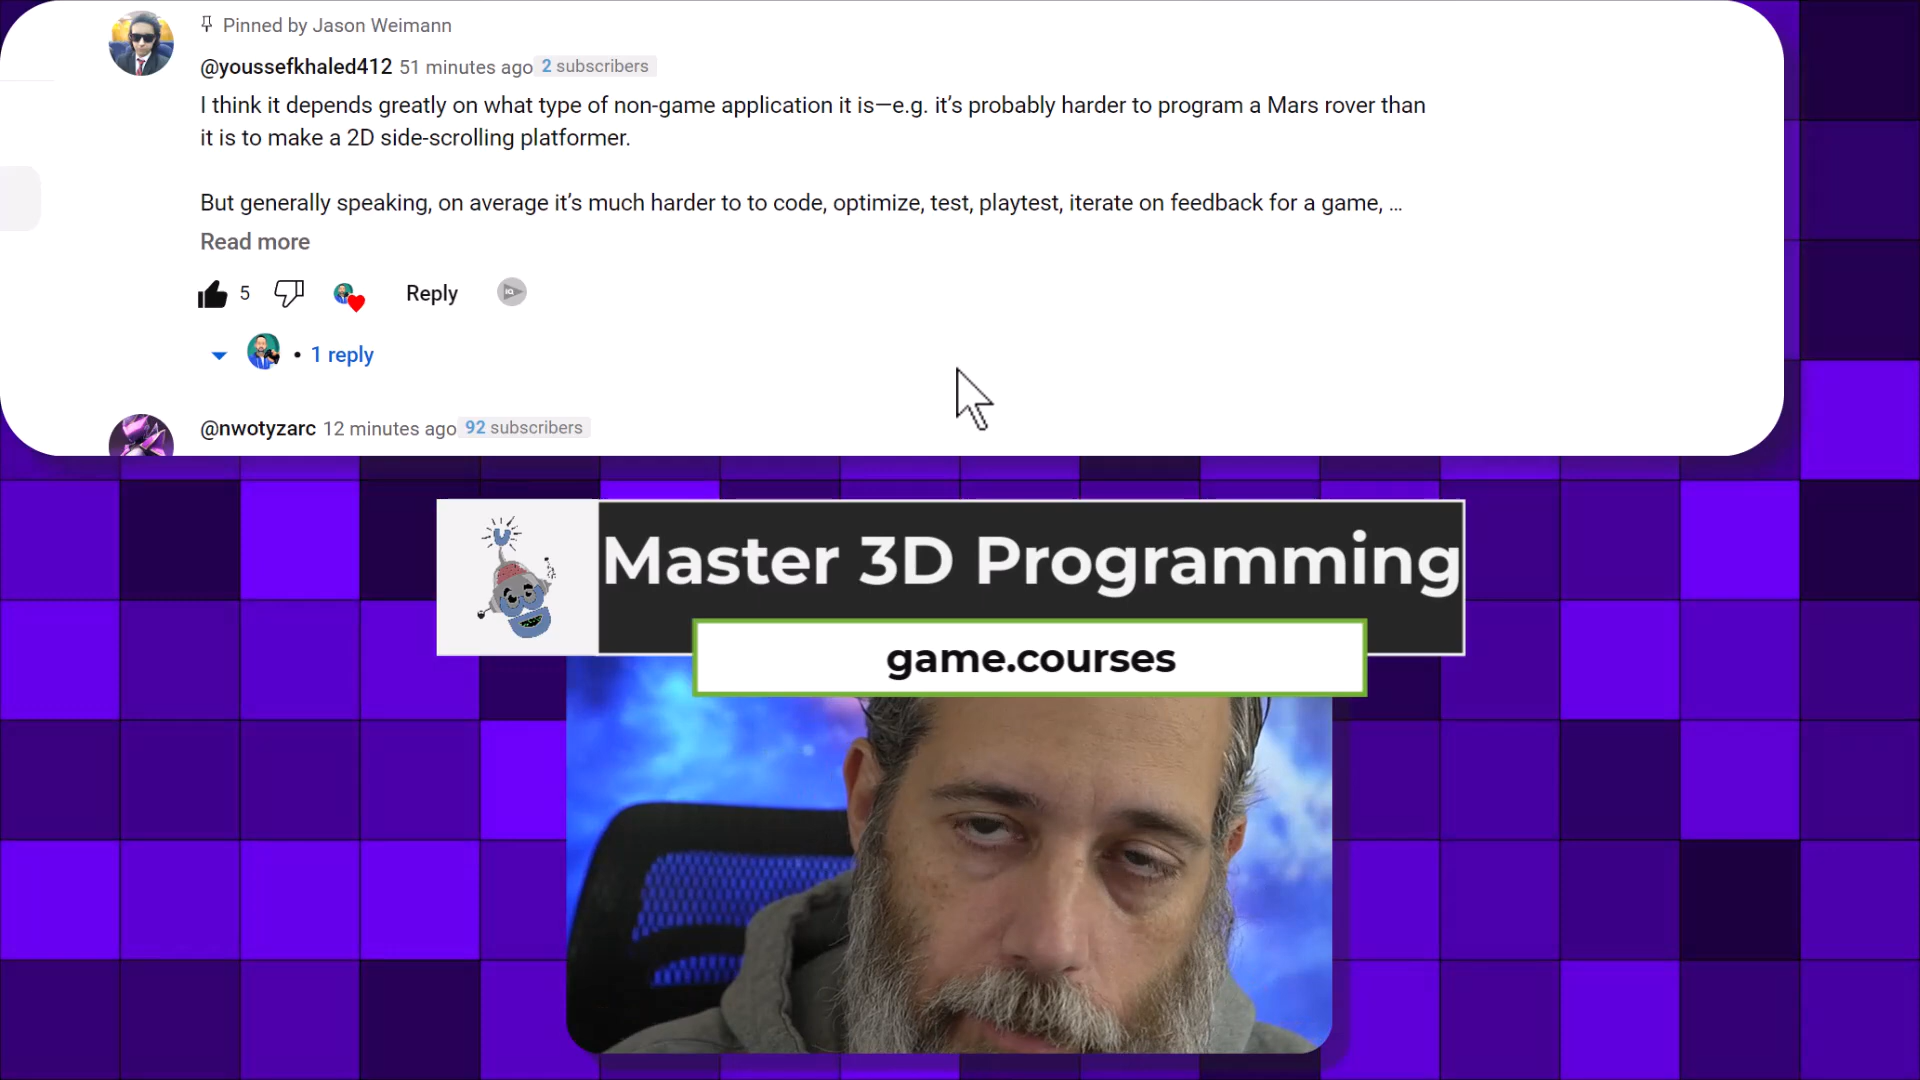 Pinned by Jason Weimann
@youssefkhaled412 51 minutes ago 2 subscribers
I think it depends greatly on what type of non-game application it is—e.g. it’s probably harder to program a Mars rover than
it is to make a 2D side-scrolling platformer.
But generally speaking, on average it’s much harder to to code, optimize, test, playtest, iterate on feedback for a game, ...
Read more
5 Reply IQ
• 1 reply
@nwotyzarc 12 minutes ago 92 subscribers
Master 3D Programming
game.courses